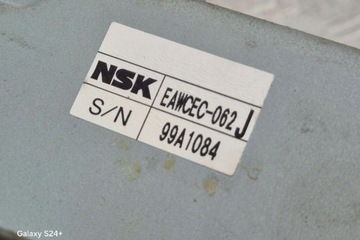 NSK EAWCEC-062J
S/N 99A1084
Galaxy S24+